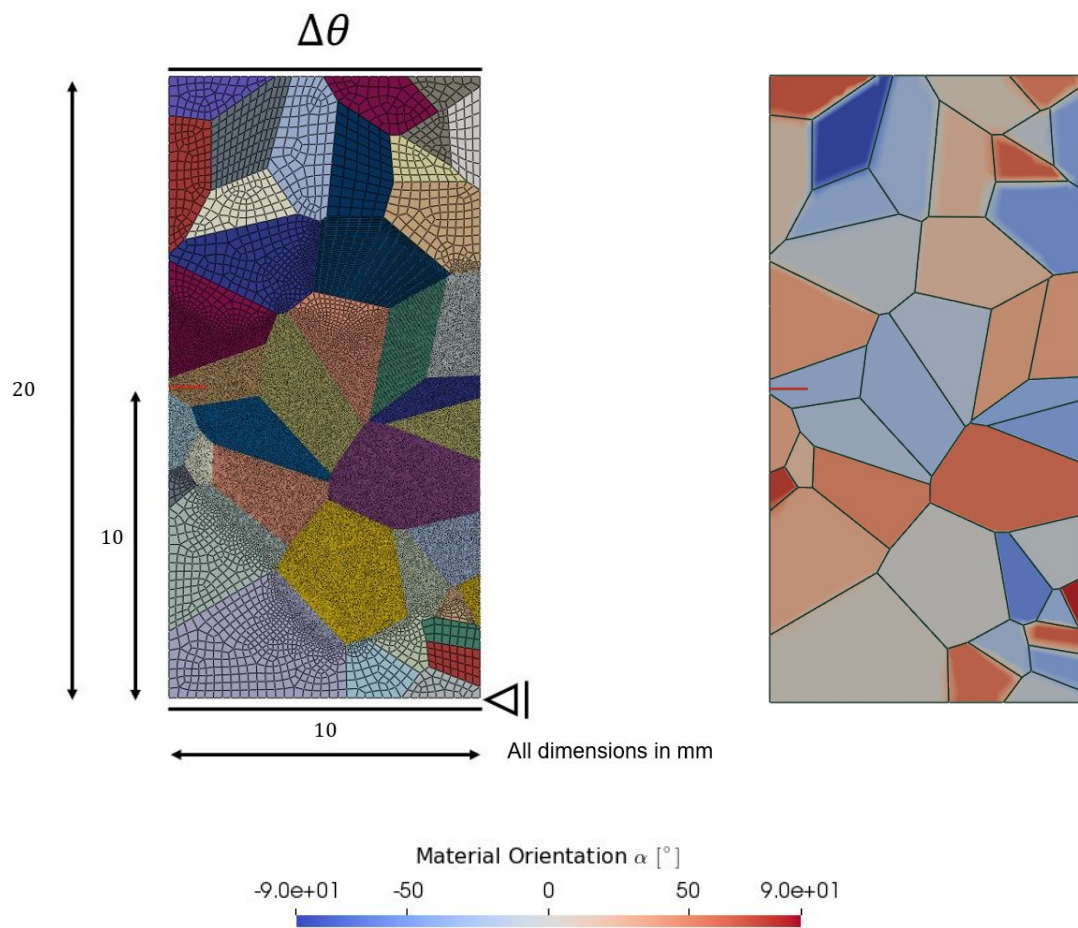 Δθ
20
10
10
All dimensions in mm
Material Orientation α [°]
-9.0e+01 -50 0 50 9.0e+01